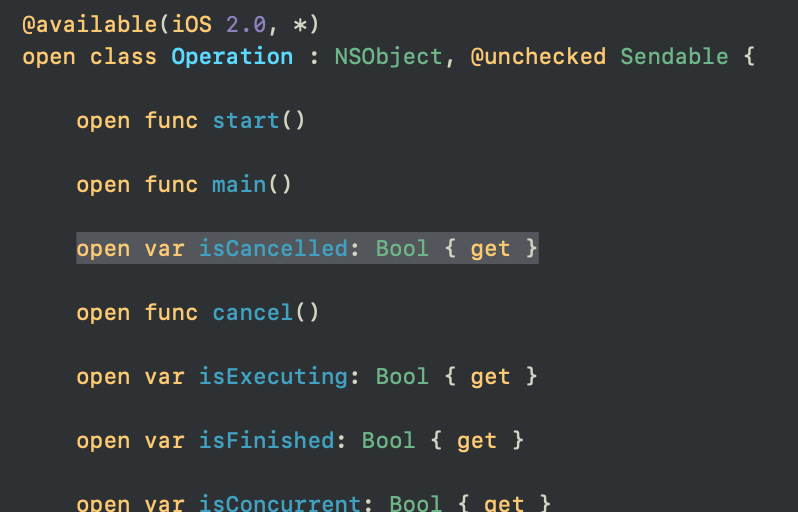 @available(iOS 2.0, *)
open class Operation : NSObject, @unchecked Sendable {
open func start()
open func main()
open var isCancelled: Bool { get }
open func cancel()
open var isExecuting: Bool { get }
open var isFinished: Bool { get }
open var isConcurrent: Bool { get }